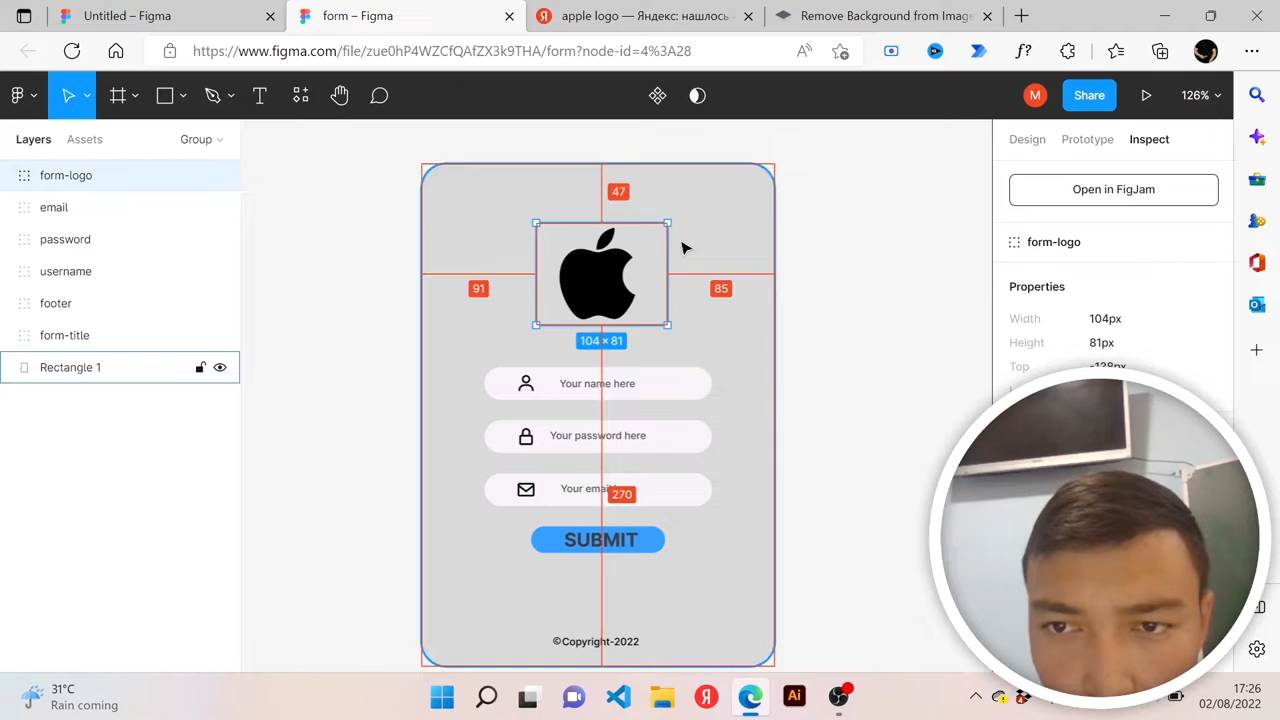 Untitled – Figma
form – Figma
apple logo — Яндекс: нашлось
Remove Background from Imag
https://www.figma.com/file/zue0hP4WZCfQAfZX3k9THA/form?node-id=4%3A28
M
Share
126%
Layers
Assets
Group
Design
Prototype
Inspect
form-logo
email
password
username
footer
form-title
Rectangle 1
Open in FigJam
form-logo
Properties
Width 104px
Height 81px
Top -138px
47
91
85
104 × 81
Your name here
Your password here
Your email
270
SUBMIT
©Copyright-2022
31°C
Rain coming
Я
Ai
17:26
02/08/2022